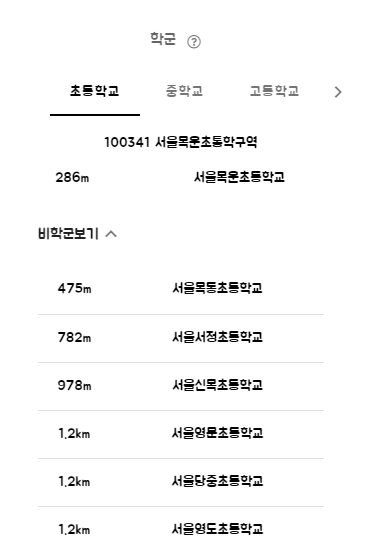 학군 ?
초등학교 중학교 고등학교 >
100341 서울목운초통학구역
286m 서울목운초등학교
비학군보기
475m 서울목동초등학교
782m 서울서정초등학교
978m 서울신목초등학교
1.2km 서울영문초등학교
1.2km 서울당중초등학교
1.2km 서울영도초등학교